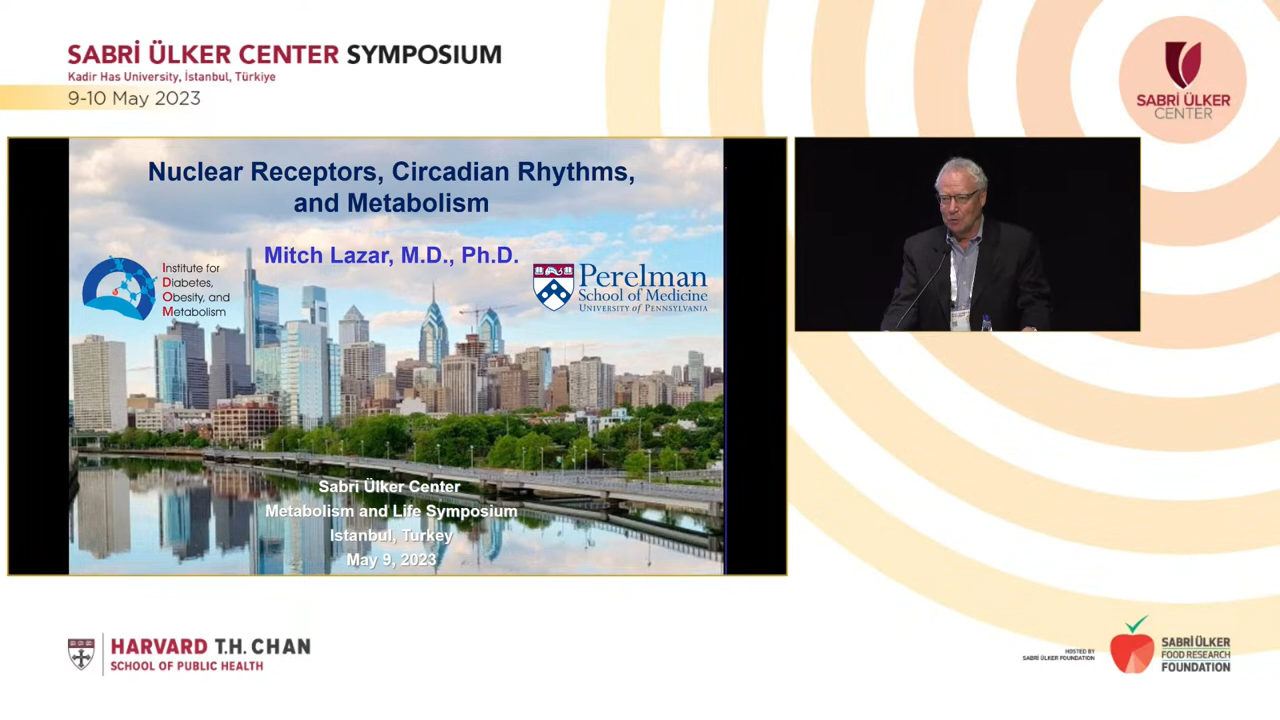 SABRİ ÜLKER CENTER SYMPOSIUM
Kadir Has University, İstanbul, Türkiye
9-10 May 2023
SABRİ ÜLKER
CENTER
Nuclear Receptors, Circadian Rhythms,
and Metabolism
Mitch Lazar, M.D., Ph.D.
Institute for
Diabetes,
Obesity, and
Metabolism
Perelman
School of Medicine
University of Pennsylvania
Sabri Ülker Center
Metabolism and Life Symposium
Istanbul, Turkey
May 9, 2023
HARVARD T.H. CHAN
SCHOOL OF PUBLIC HEALTH
HOSTED BY
SABRİ ÜLKER FOUNDATION
SABRİ ÜLKER
FOOD RESEARCH
FOUNDATION